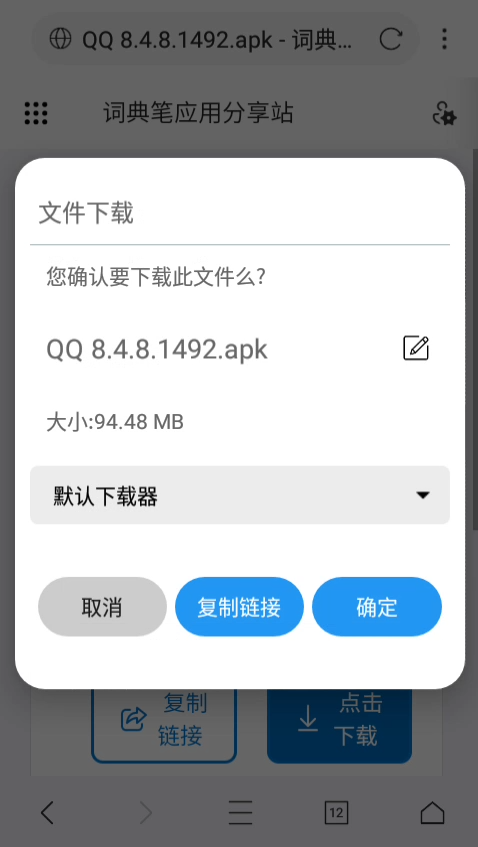 QQ 8.4.8.1492.apk - 词典...
词典笔应用分享站
文件下载
您确认要下载此文件么?
QQ 8.4.8.1492.apk
大小:94.48 MB
默认下载器
取消
复制链接
确定
复制
链接
点击
下载
12